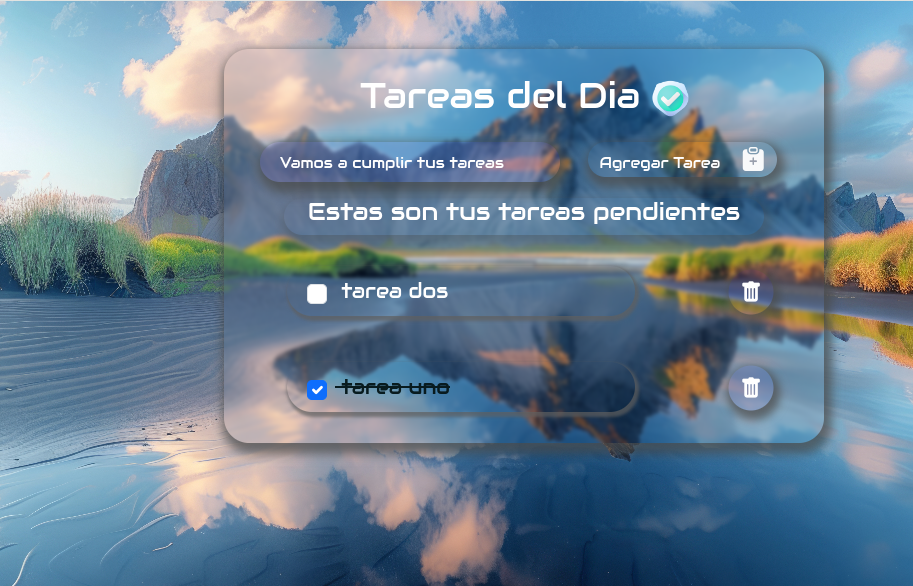 Tareas del Dia
Vamos a cumplir tus tareas
Agregar Tarea
Estas son tus tareas pendientes
tarea dos
tarea uno